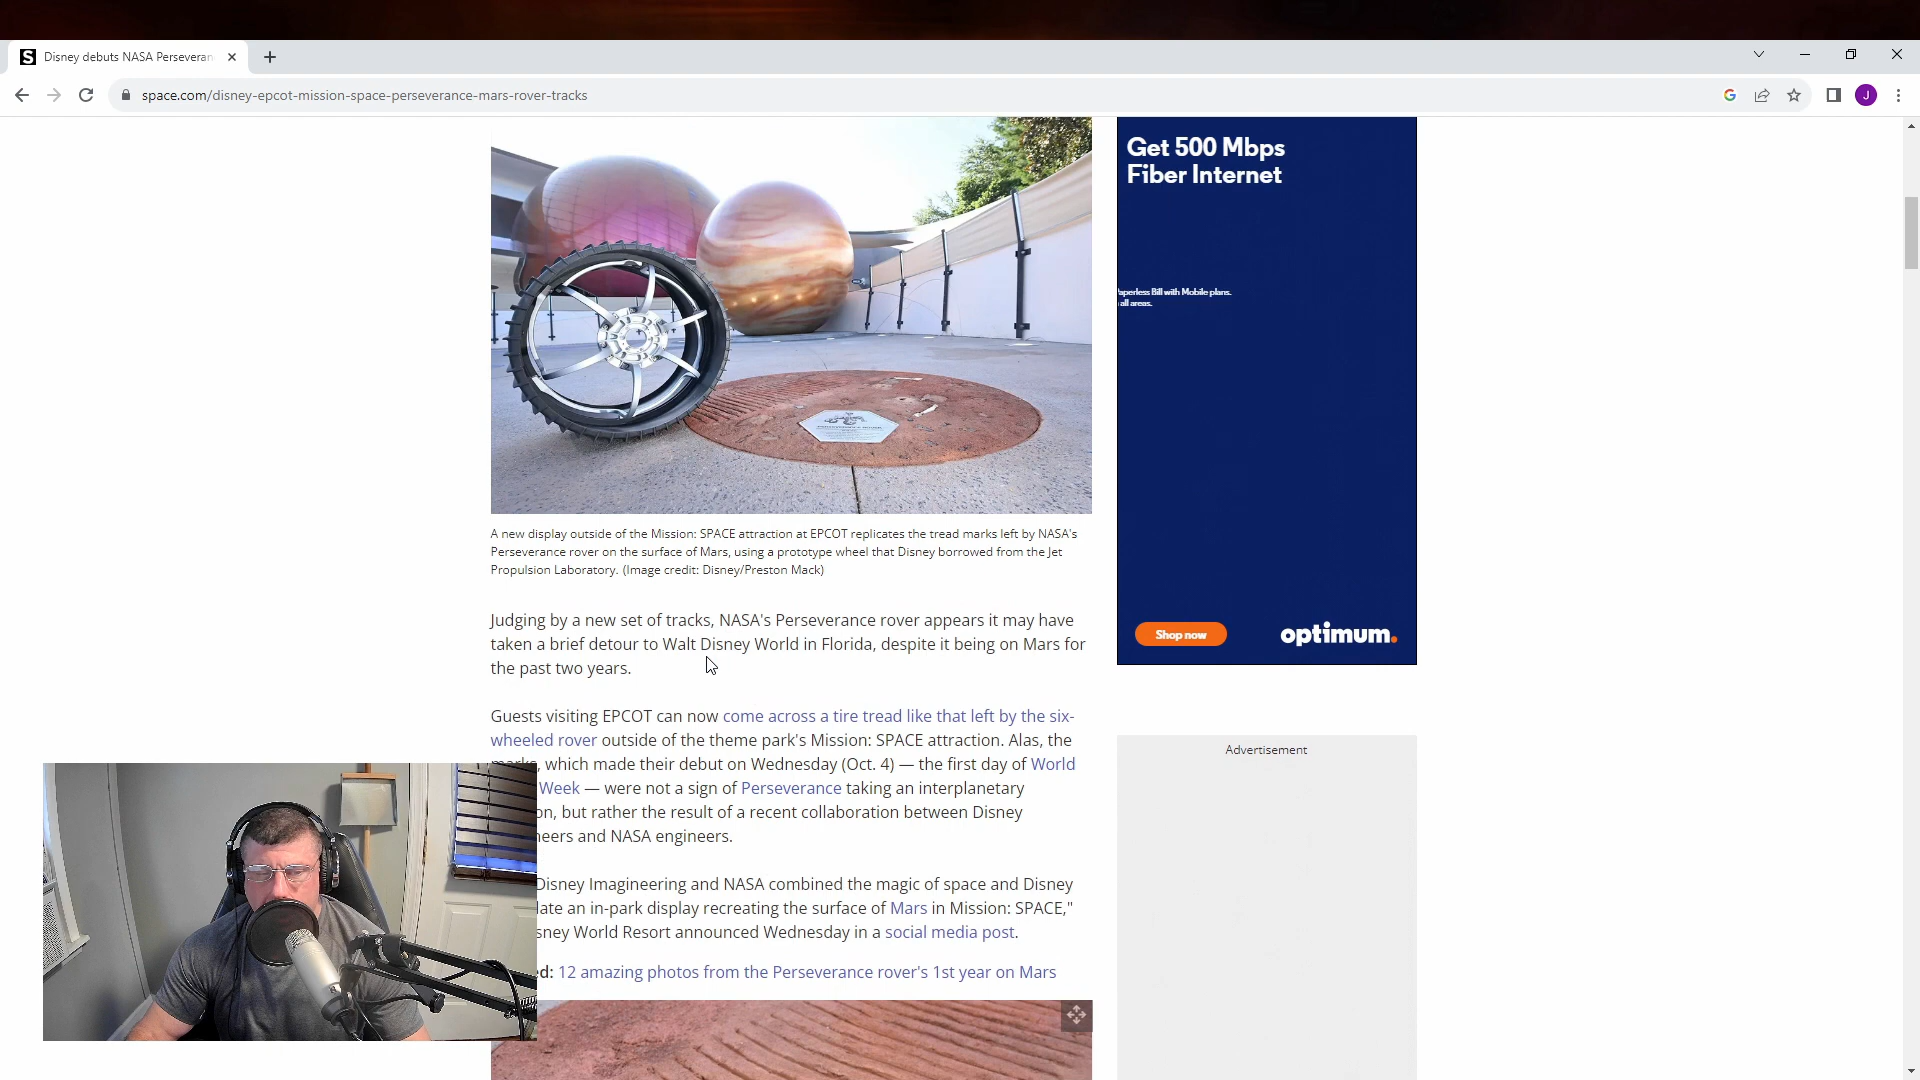 Disney debuts NASA Perseveran
space.com/disney-epcot-mission-space-perseverance-mars-rover-tracks
J
Get 500 Mbps
Fiber Internet
Paperless Bill with Mobile plans.
all areas.
Shop now
optimum.
A new display outside of the Mission: SPACE attraction at EPCOT replicates the tread marks left by NASA's
Perseverance rover on the surface of Mars, using a prototype wheel that Disney borrowed from the Jet
Propulsion Laboratory. (Image credit: Disney/Preston Mack)
Judging by a new set of tracks, NASA's Perseverance rover appears it may have
taken a brief detour to Walt Disney World in Florida, despite it being on Mars for
the past two years.
Guests visiting EPCOT can now come across a tire tread like that left by the six-
wheeled rover outside of the theme park's Mission: SPACE attraction. Alas, the
which made their debut on Wednesday (Oct. 4) — the first day of World
Week — were not a sign of Perseverance taking an interplanetary
on, but rather the result of a recent collaboration between Disney
neers and NASA engineers.
Disney Imagineering and NASA combined the magic of space and Disney
late an in-park display recreating the surface of Mars in Mission: SPACE,"
sney World Resort announced Wednesday in a social media post.
ed: 12 amazing photos from the Perseverance rover's 1st year on Mars
Advertisement